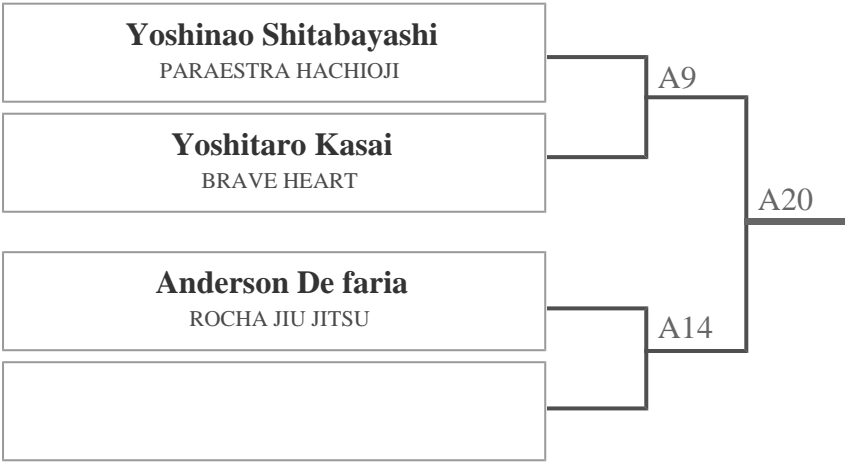 Yoshinao Shitabayashi
PARAESTRA HACHIOJI
A9
Yoshitaro Kasai
BRAVE HEART
A20
Anderson De faria
ROCHA JIU JITSU
A14